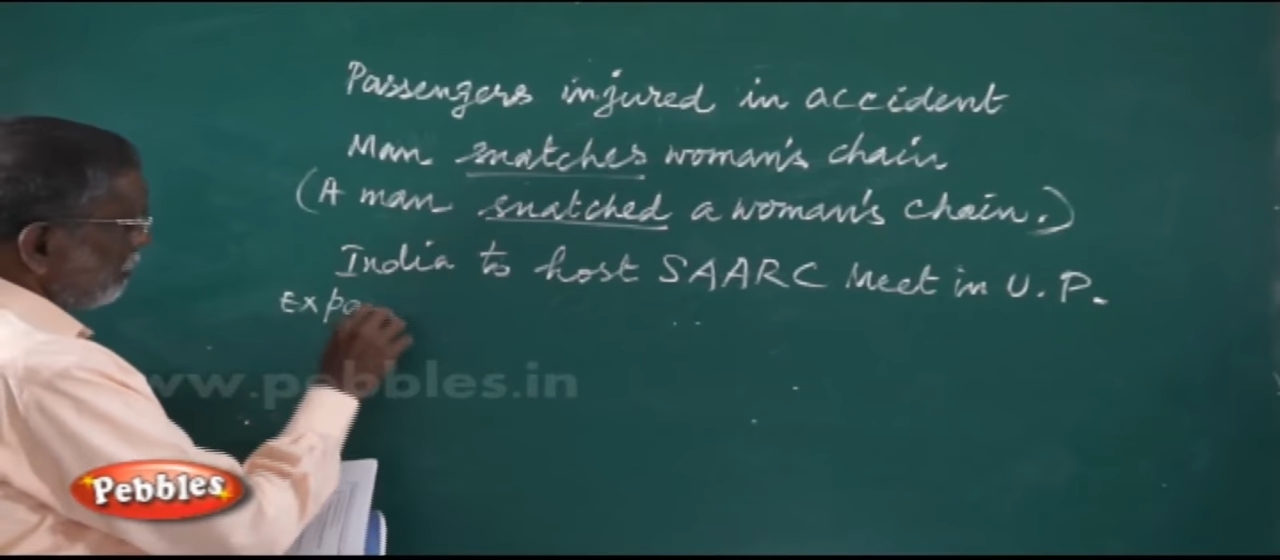 Passengers injured in accident
Man snatches woman's chain
(A man snatched a woman's chain.)
India to host SAARC Meet in U.P.
Expa
www.pebbles.in
Pebbles